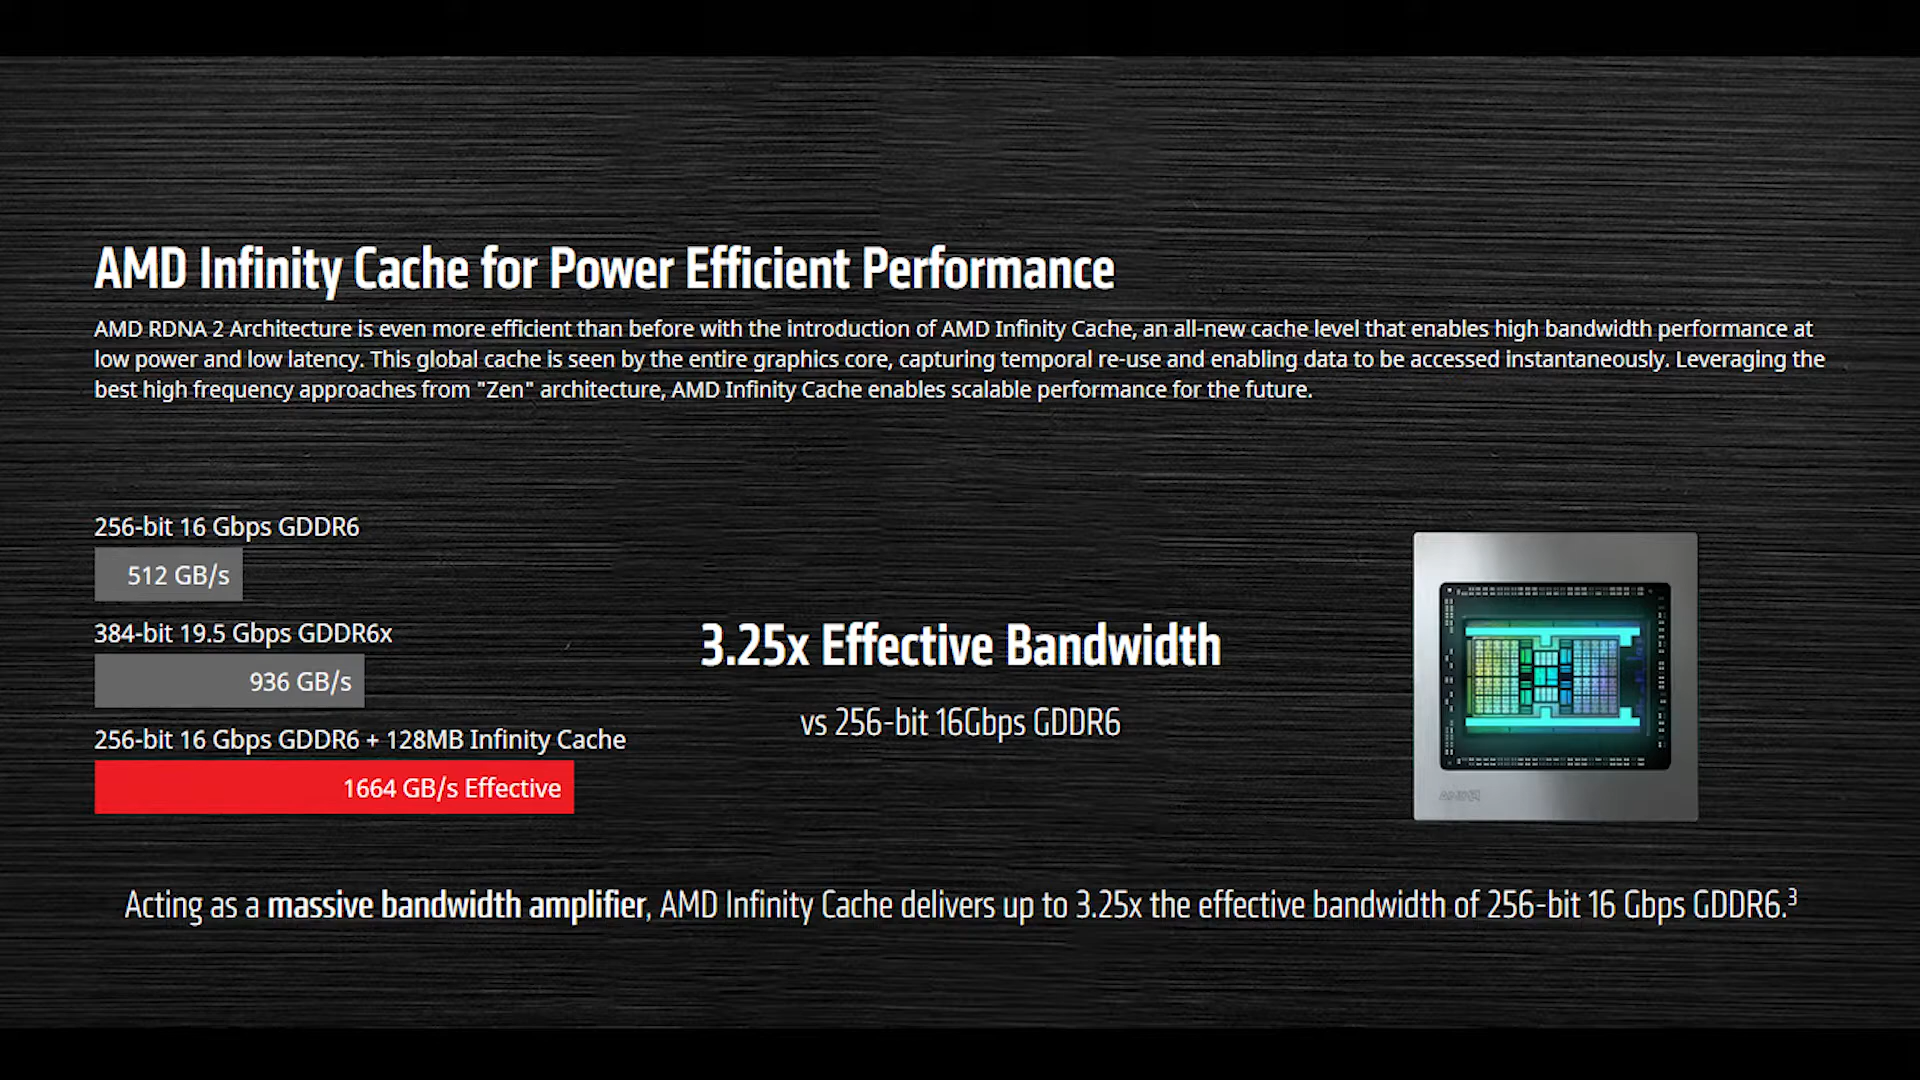 AMD Infinity Cache for Power Efficient Performance
AMD RDNA 2 Architecture is even more efficient than before with the introduction of AMD Infinity Cache, an all-new cache level that enables high bandwidth performance at
low power and low latency. This global cache is seen by the entire graphics core, capturing temporal re-use and enabling data to be accessed instantaneously. Leveraging the
best high frequency approaches from "Zen" architecture, AMD Infinity Cache enables scalable performance for the future.
256-bit 16 Gbps GDDR6
512 GB/s
384-bit 19.5 Gbps GDDR6x
936 GB/s
256-bit 16 Gbps GDDR6 + 128MB Infinity Cache
1664 GB/s Effective
3.25x Effective Bandwidth
vs 256-bit 16Gbps GDDR6
AMD
Acting as a massive bandwidth amplifier, AMD Infinity Cache delivers up to 3.25x the effective bandwidth of 256-bit 16 Gbps GDDR6.³